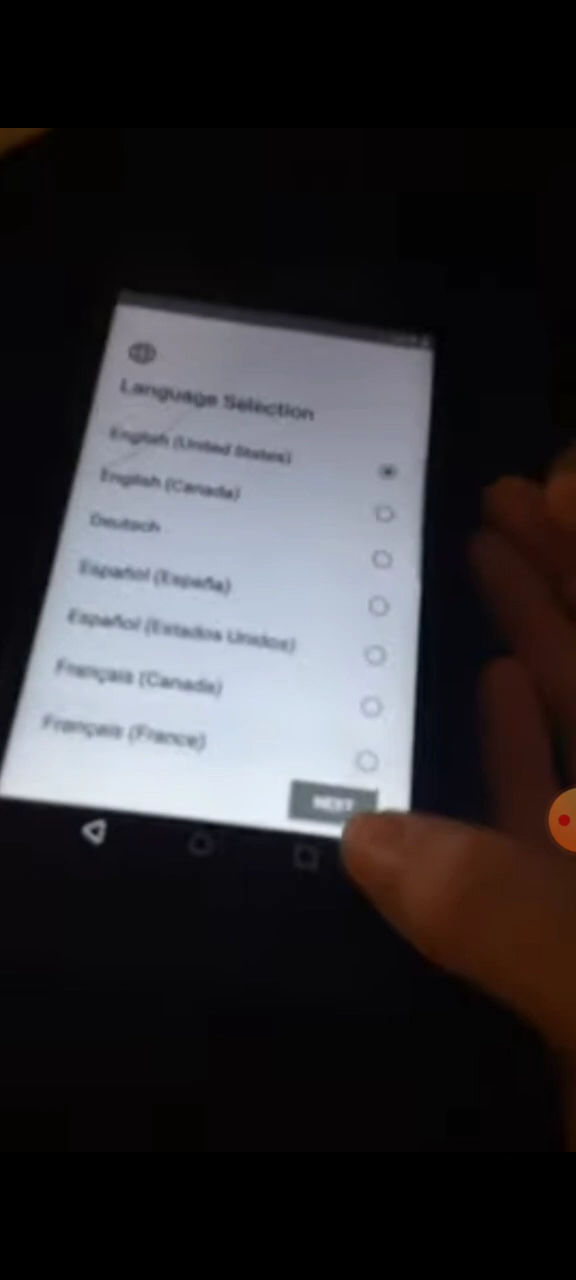 Language Selection
English (United States)
English (Canada)
Deutsch
Español (España)
Español (Estados Unidos)
Français (Canada)
Français (France)
NEXT